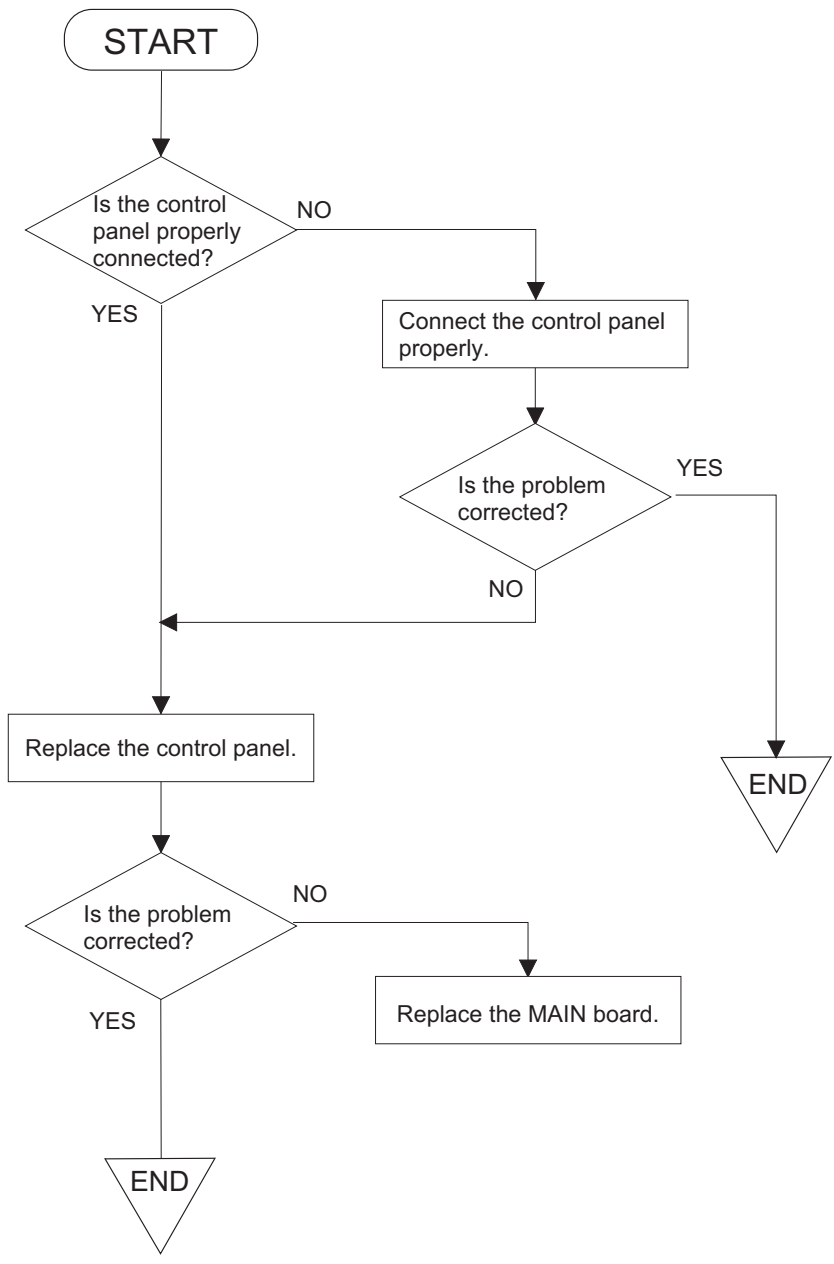 START
Is the control
panel properly
connected?
NO
YES
Connect the control panel
properly.
Is the problem
corrected?
YES
NO
Replace the control panel.
END
Is the problem
corrected?
NO
YES
Replace the MAIN board.
END